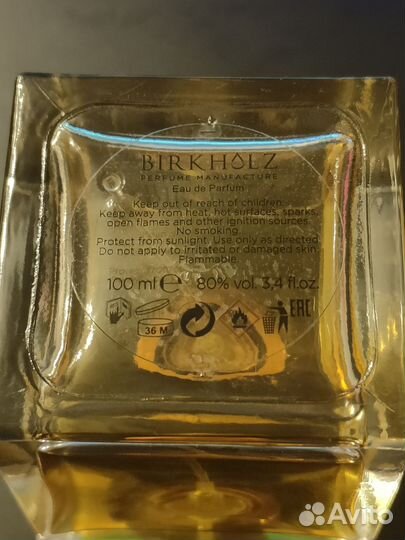 BIRKHOLZ
PERFUME MANUFACTURE
Eau de Parfum
Keep out of reach of children.
Keep away from heat, hot surfaces, sparks,
open flames and other ignition sources.
No smoking.
Protect from sunlight. Use only as directed.
Do not apply to irritated or damaged skin.
Flammable.
100 ml ℮ 80% vol. 3,4 fl.oz.
36 M
EAC
Avito